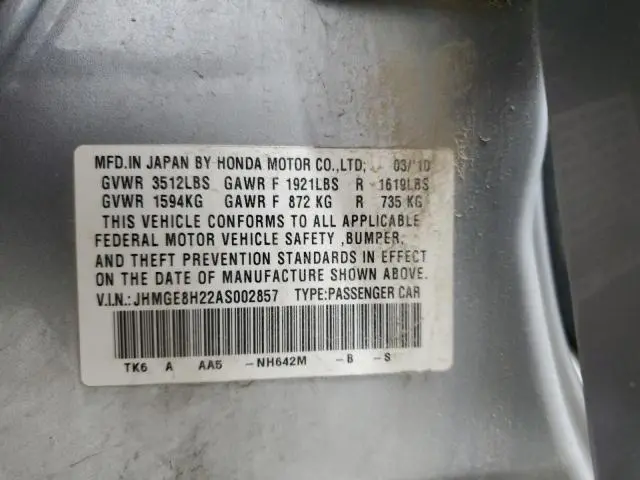 MFD.IN JAPAN BY HONDA MOTOR CO.,LTD, 03/'10
GVWR 3512LBS GAWR F 1921LBS R 1619LBS
GVWR 1594KG GAWR F 872 KG R 735 KG
THIS VEHICLE CONFORMS TO ALL APPLICABLE
FEDERAL MOTOR VEHICLE SAFETY ,BUMPER,
AND THEFT PREVENTION STANDARDS IN EFFECT
ON THE DATE OF MANUFACTURE SHOWN ABOVE.
V.I.N.:JHMGE8H22AS002857 TYPE:PASSENGER CAR
TK6 A AA5 -NH642M -B -S